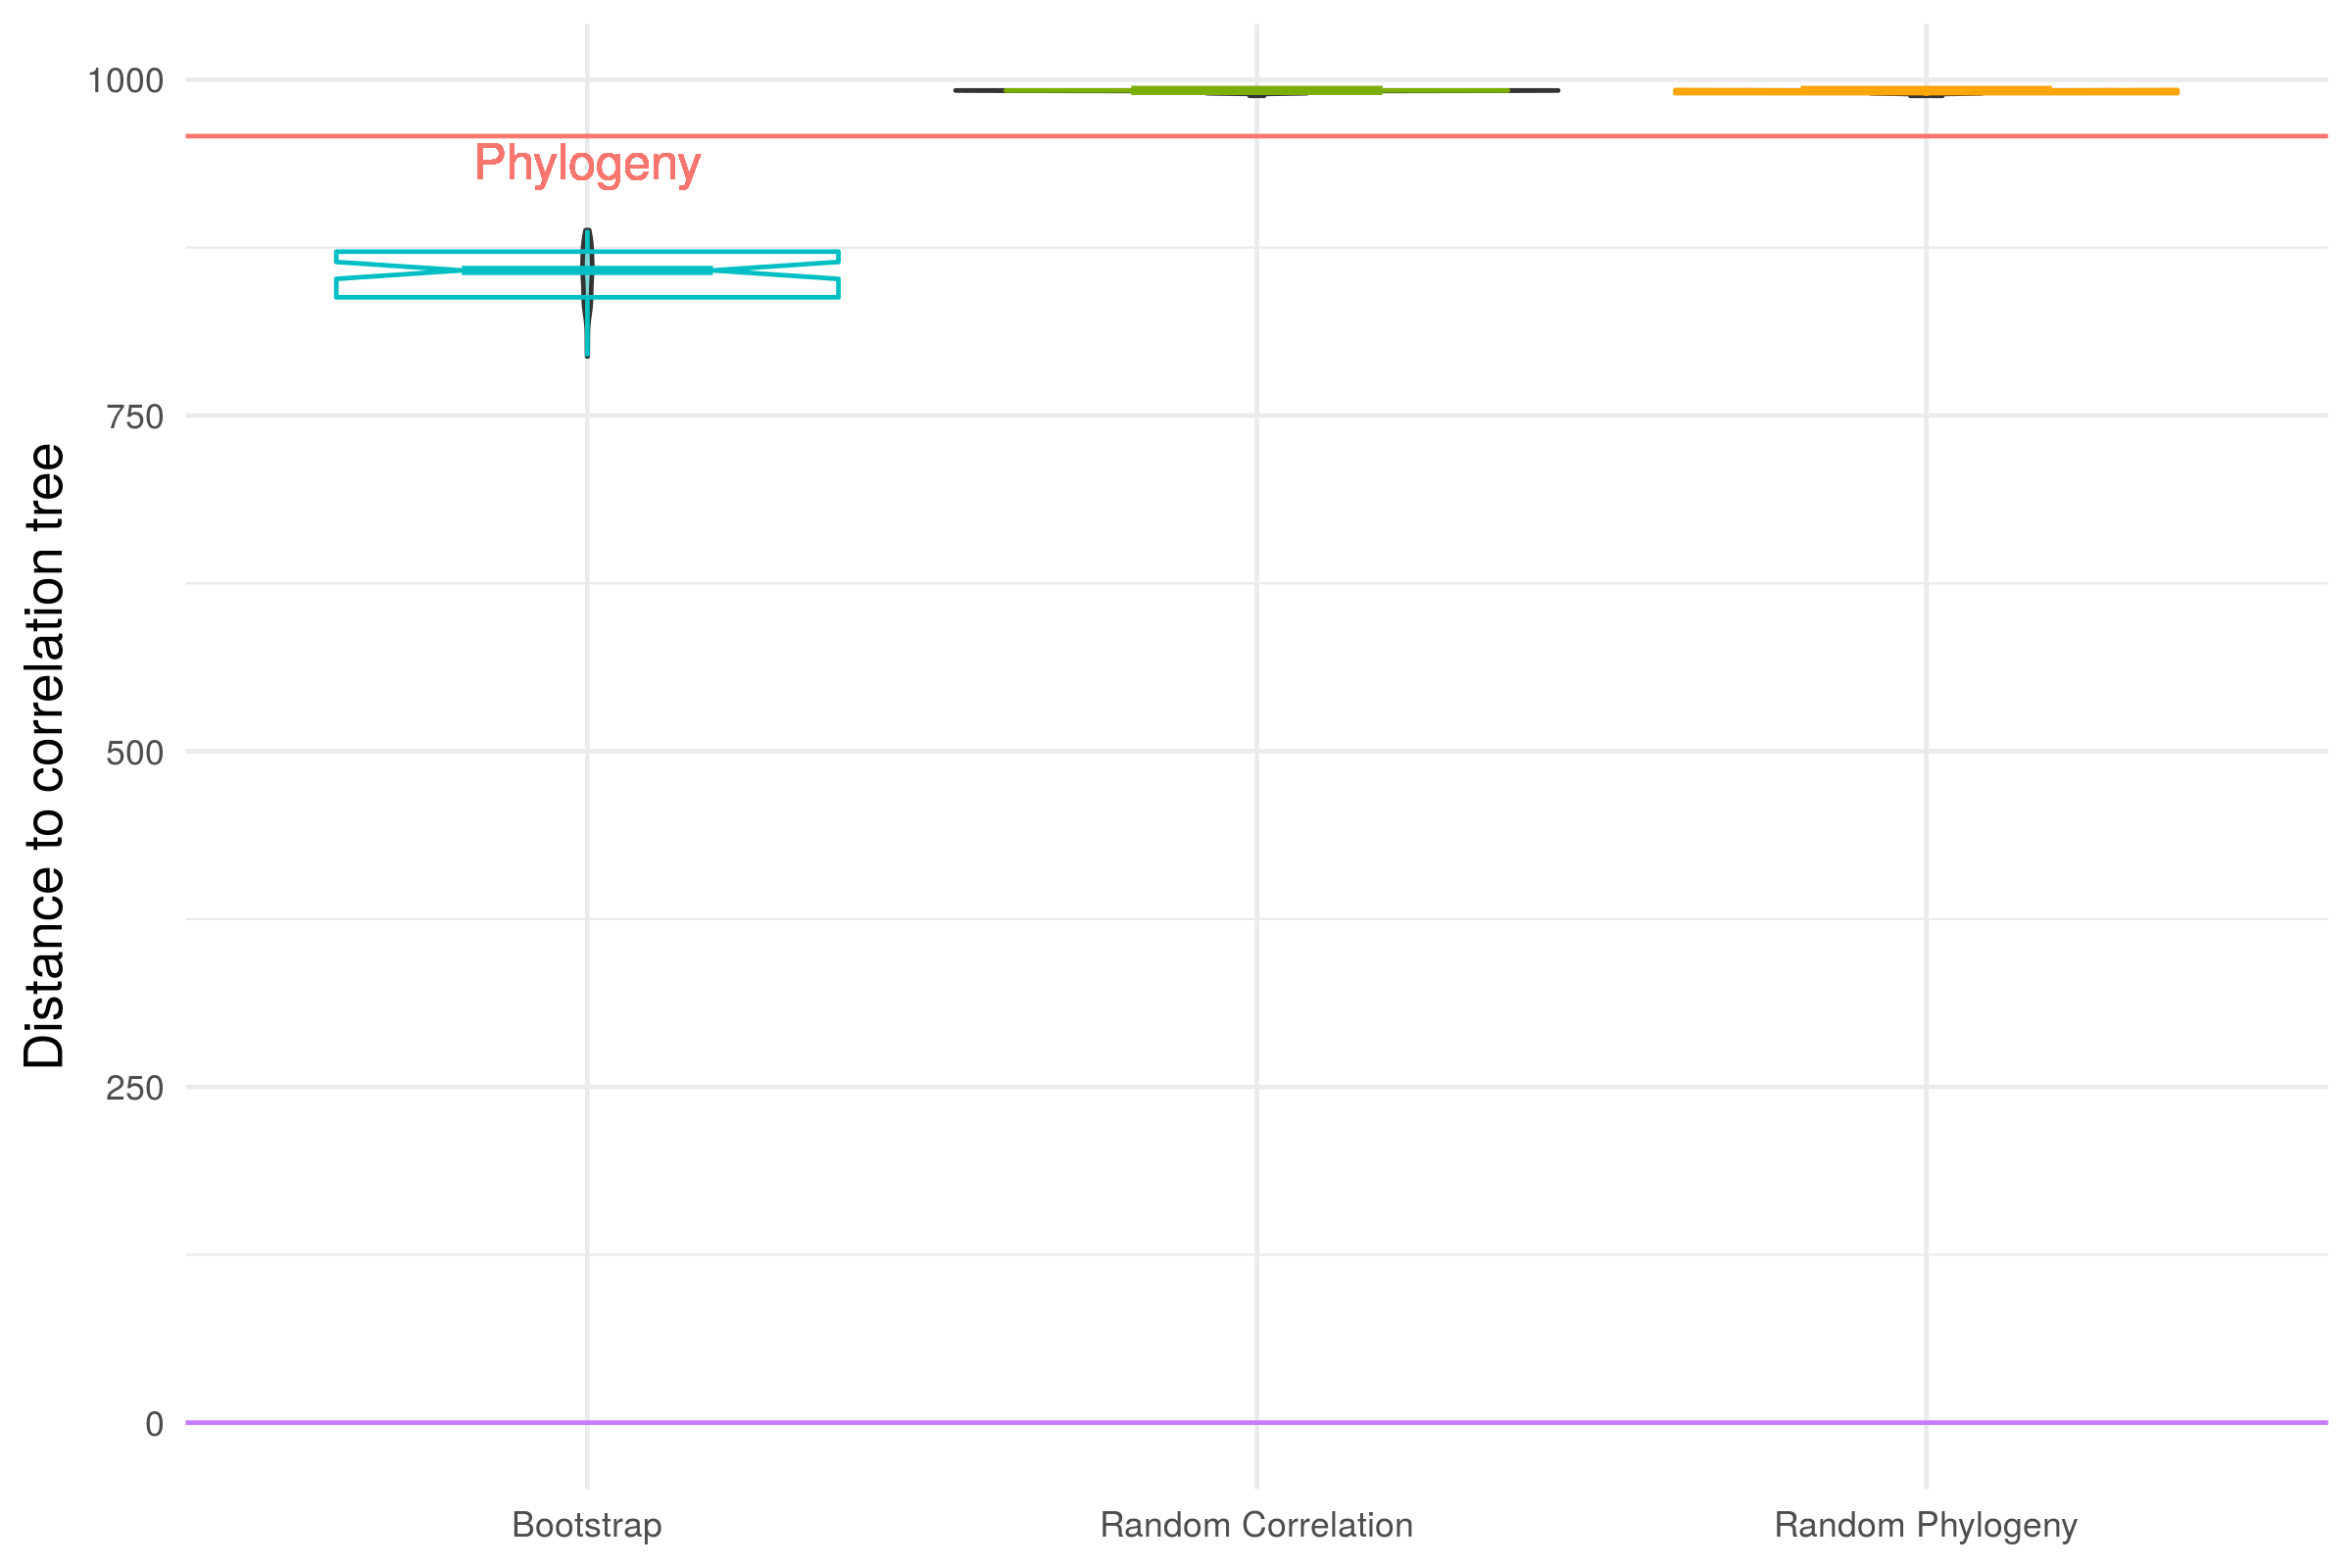 1000
Phylogeny
750
500
250
0
Distance to correlation tree
Bootstrap
Random Correlation
Random Phylogeny